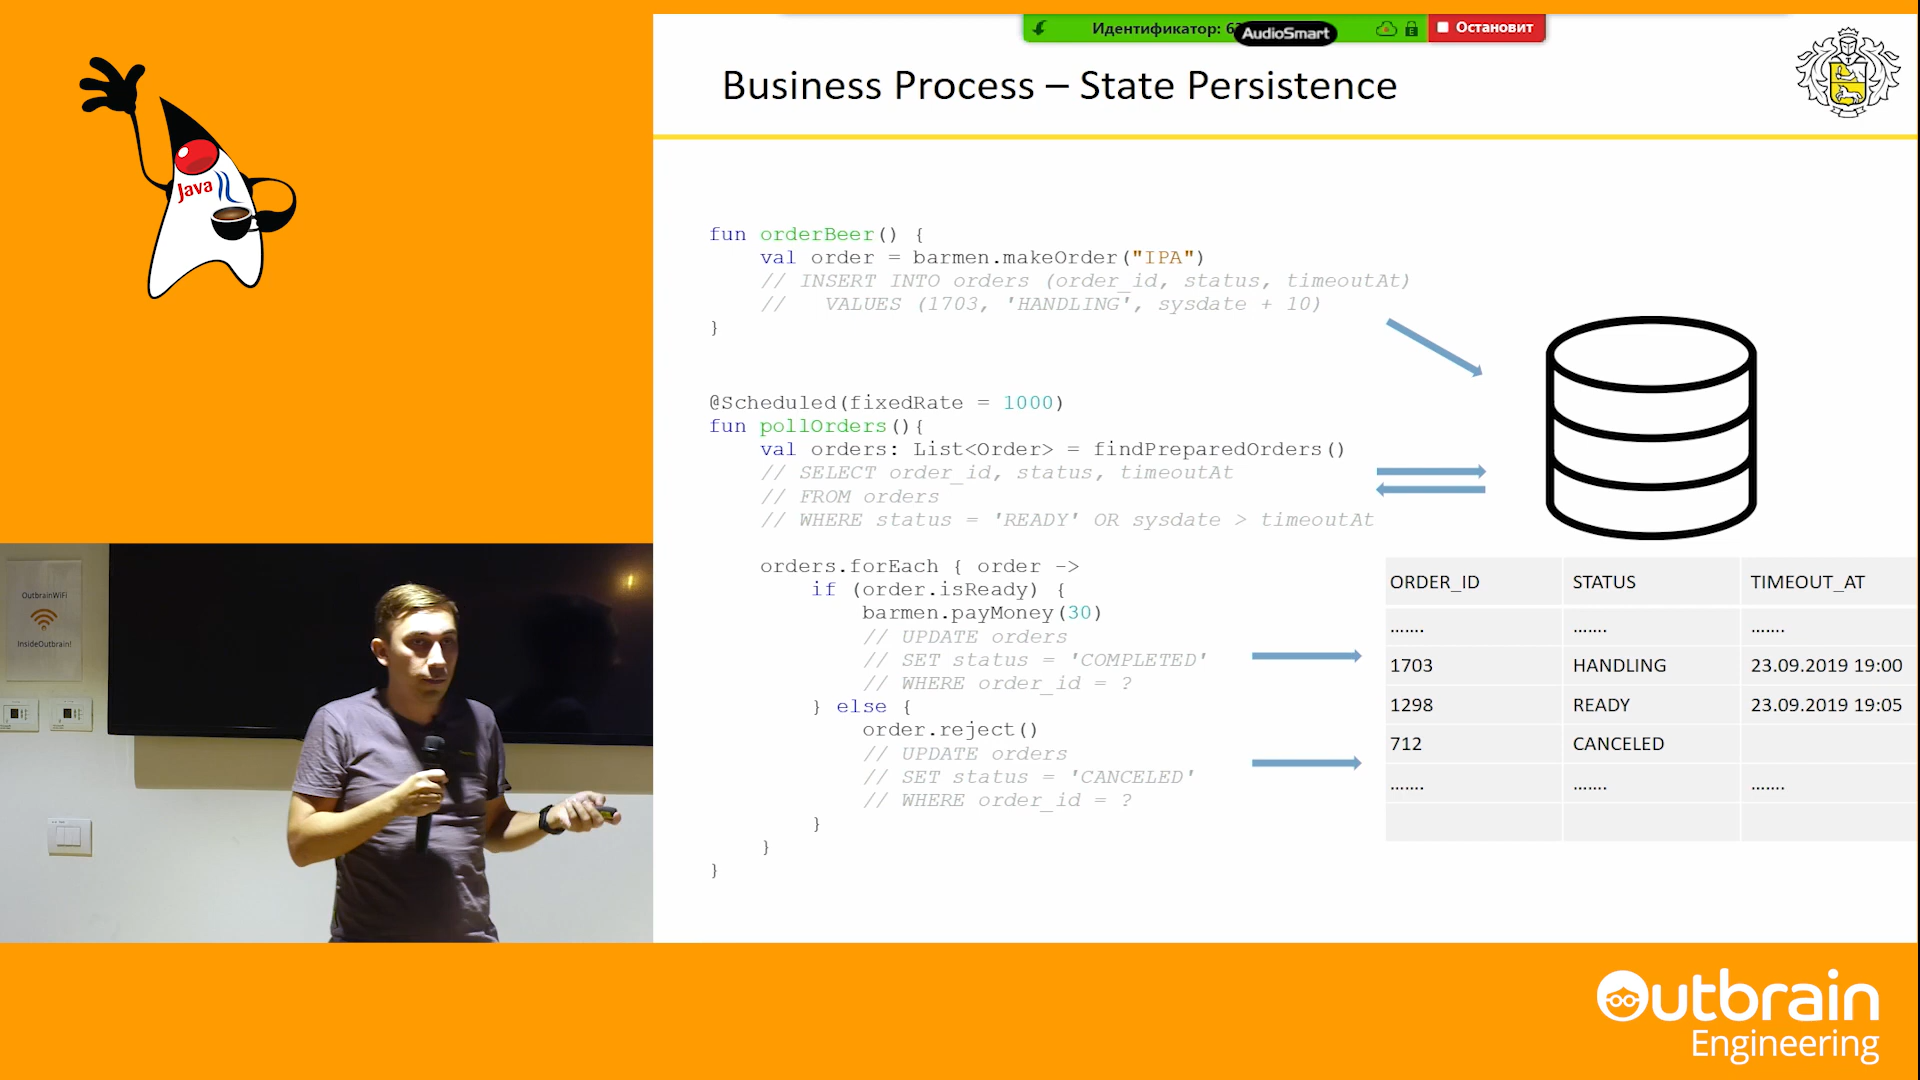 Идентификатор: 6
AudioSmart
Остановит
Business Process – State Persistence
Java
fun orderBeer() {
val order = barmen.makeOrder("IPA")
// INSERT INTO orders (order_id, status, timeoutAt)
// VALUES (1703, 'HANDLING', sysdate + 10)
}
@Scheduled(fixedRate = 1000)
fun pollOrders(){
val orders: List<Order> = findPreparedOrders()
// SELECT order_id, status, timeoutAt
// FROM orders
// WHERE status = 'READY' OR sysdate > timeoutAt
orders.forEach { order ->
if (order.isReady) {
barmen.payMoney(30)
// UPDATE orders
// SET status = 'COMPLETED'
// WHERE order_id = ?
} else {
order.reject()
// UPDATE orders
// SET status = 'CANCELED'
// WHERE order_id = ?
}
}
}
ORDER_ID STATUS TIMEOUT_AT
....... ....... .......
1703 HANDLING 23.09.2019 19:00
1298 READY 23.09.2019 19:05
712 CANCELED
....... ....... .......
OutbrainWiFi
InsideOutbrain!
Outbrain
Engineering